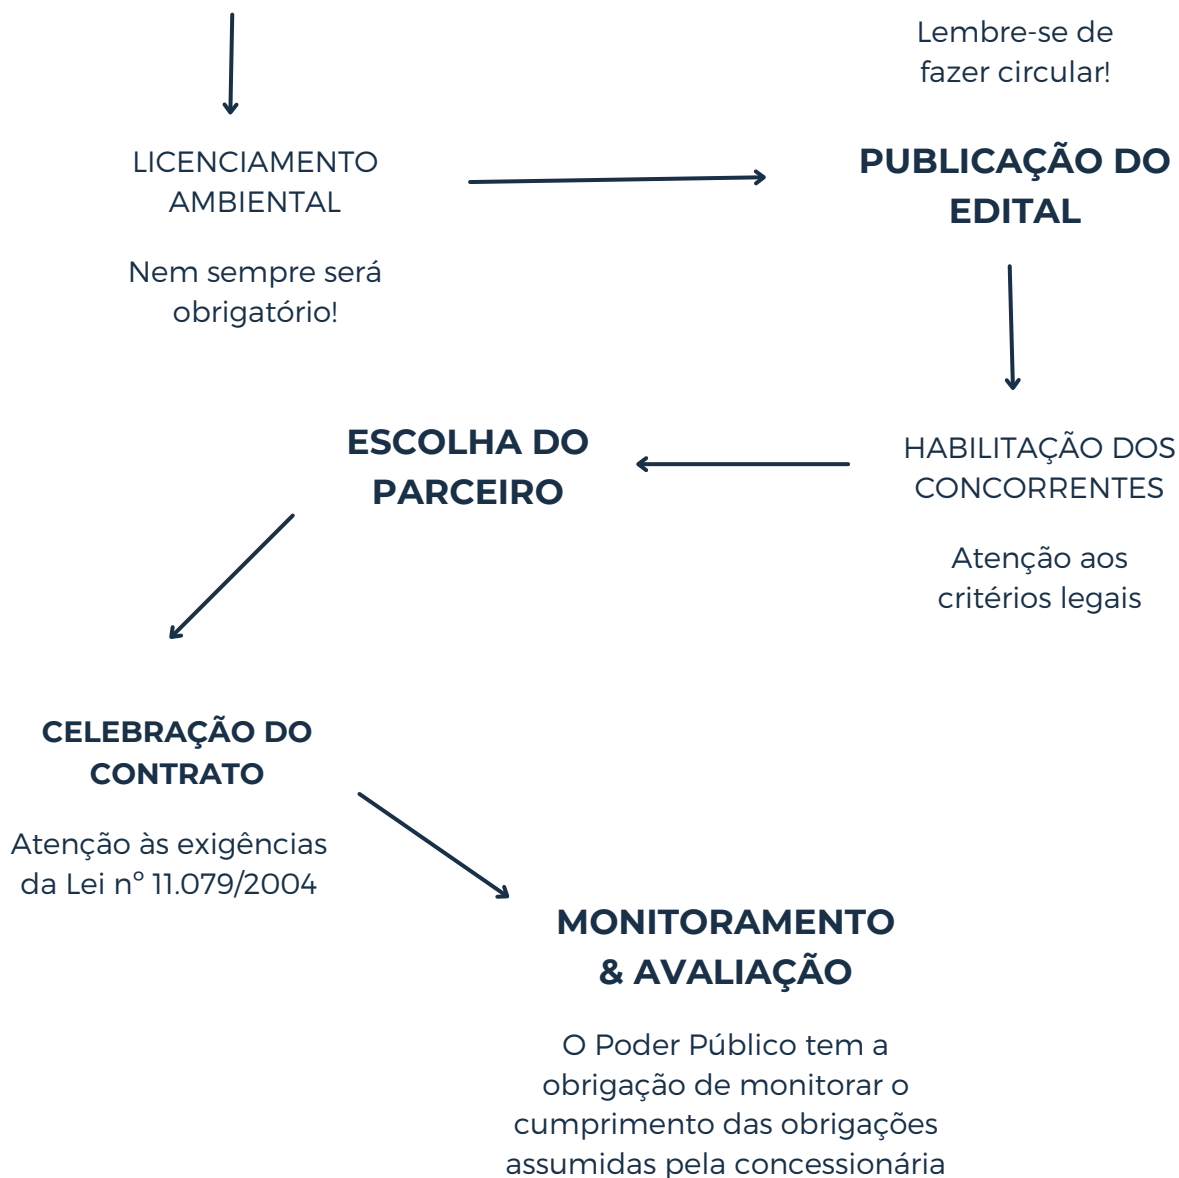 Lembre-se de
fazer circular!
LICENCIAMENTO
AMBIENTAL
Nem sempre será
obrigatório!
PUBLICAÇÃO DO
EDITAL
HABILITAÇÃO DOS
CONCORRENTES
Atenção aos
critérios legais
ESCOLHA DO
PARCEIRO
CELEBRAÇÃO DO
CONTRATO
Atenção às exigências
da Lei nº 11.079/2004
MONITORAMENTO
& AVALIAÇÃO
O Poder Público tem a
obrigação de monitorar o
cumprimento das obrigações
assumidas pela concessionária